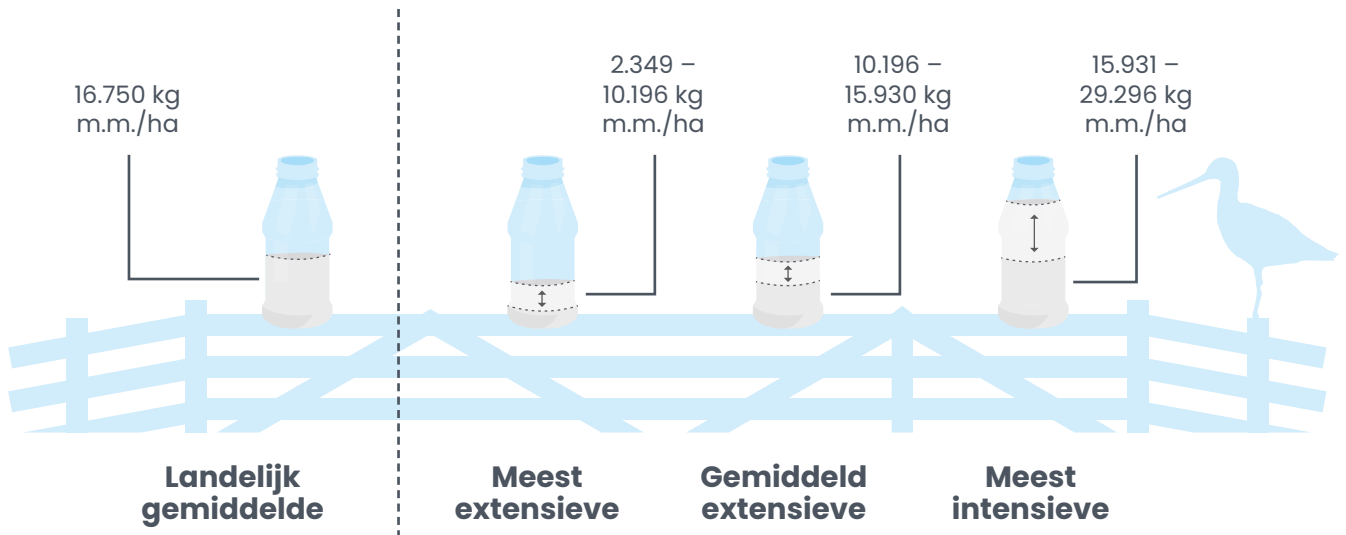 16.750 kg
m.m./ha
2.349 –
10.196 kg
m.m./ha
10.196 –
15.930 kg
m.m./ha
15.931 –
29.296 kg
m.m./ha
Landelijk
gemiddelde
Meest
extensieve
Gemiddeld
extensieve
Meest
intensieve